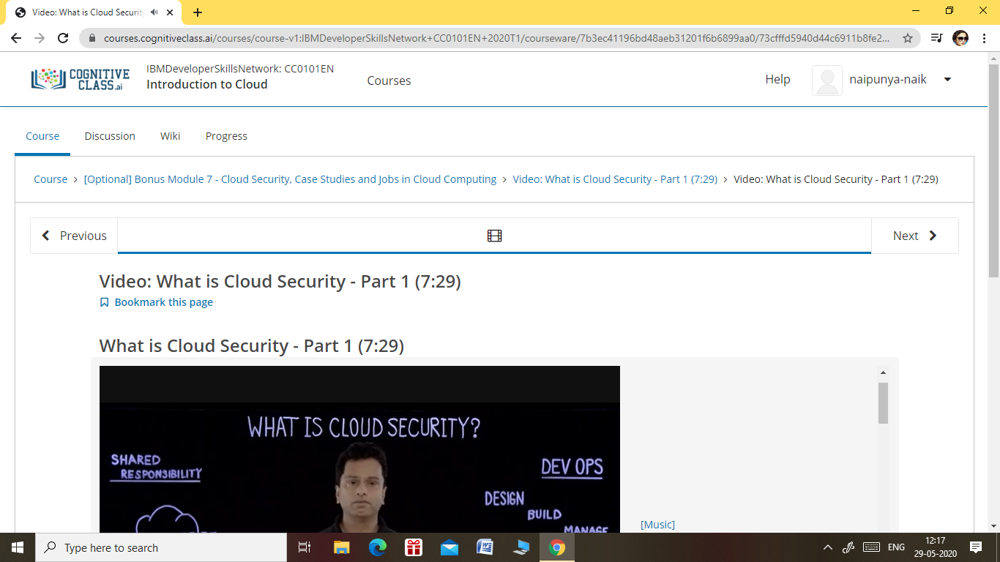 Video: What is Cloud Securit
courses.cognitiveclass.ai/courses/course-v1:IBMDeveloperSkillsNetwork+CC0101EN+2020T1/courseware/7b3ec41196bd48aeb31201f6b6899aa0/73cfffd5940d44c6911b8fe2...
COGNITIVE
CLASS.ai
IBMDeveloperSkillsNetwork: CC0101EN
Introduction to Cloud
Courses
Help
naipunya-naik
Course Discussion Wiki Progress
Course > [Optional] Bonus Module 7 - Cloud Security, Case Studies and Jobs in Cloud Computing > Video: What is Cloud Security - Part 1 (7:29) > Video: What is Cloud Security - Part 1 (7:29)
Previous
Next
Video: What is Cloud Security - Part 1 (7:29)
Bookmark this page
What is Cloud Security - Part 1 (7:29)
WHAT IS CLOUD SECURITY?
SHARED
RESPONSIBILITY
DEV OPS
DESIGN
BUILD
MANAGE
[Music]
Type here to search
ENG
12:17
29-05-2020